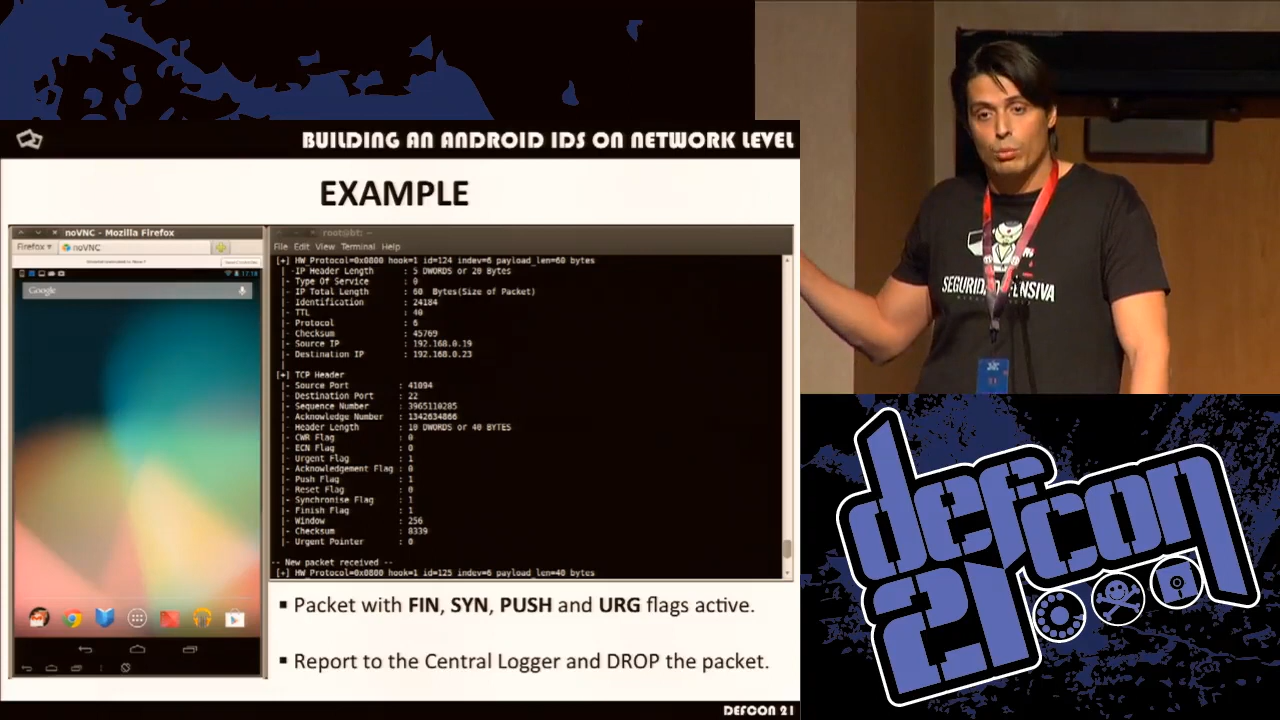 BUILDING AN ANDROID IDS ON NETWORK LEVEL
EXAMPLE
noVNC - Mozilla Firefox
Firefox
noVNC
Google
root@bt: ~
File Edit View Terminal Help
[+] HW Protocol=0x0800 hook=1 id=124 indev=6 payload_len=60 bytes
|-IP Header Length : 5 DWORDS or 20 Bytes
|- Type Of Service : 0
|- IP Total Length : 60 Bytes(Size of Packet)
|- Identification : 24184
|- TTL : 40
|- Protocol : 6
|- Checksum : 45769
|- Source IP : 192.168.0.19
|- Destination IP : 192.168.0.23
|
[+] TCP Header
|- Source Port : 41094
|- Destination Port : 22
|- Sequence Number : 3965110285
|- Acknowledge Number : 1342634866
|- Header Length : 10 DWORDS or 40 BYTES
|- CWR Flag : 0
|- ECN Flag : 0
|- Urgent Flag : 1
|- Acknowledgement Flag : 0
|- Push Flag : 1
|- Reset Flag : 0
|- Synchronise Flag : 1
|- Finish Flag : 1
|- Window : 256
|- Checksum : 8339
|- Urgent Pointer : 0
-- New packet received --
[+] HW Protocol=0x0800 hook=1 id=125 indev=6 payload_len=40 bytes
▪ Packet with FIN, SYN, PUSH and URG flags active.
▪ Report to the Central Logger and DROP the packet.
DEFCON 21
defcon
21